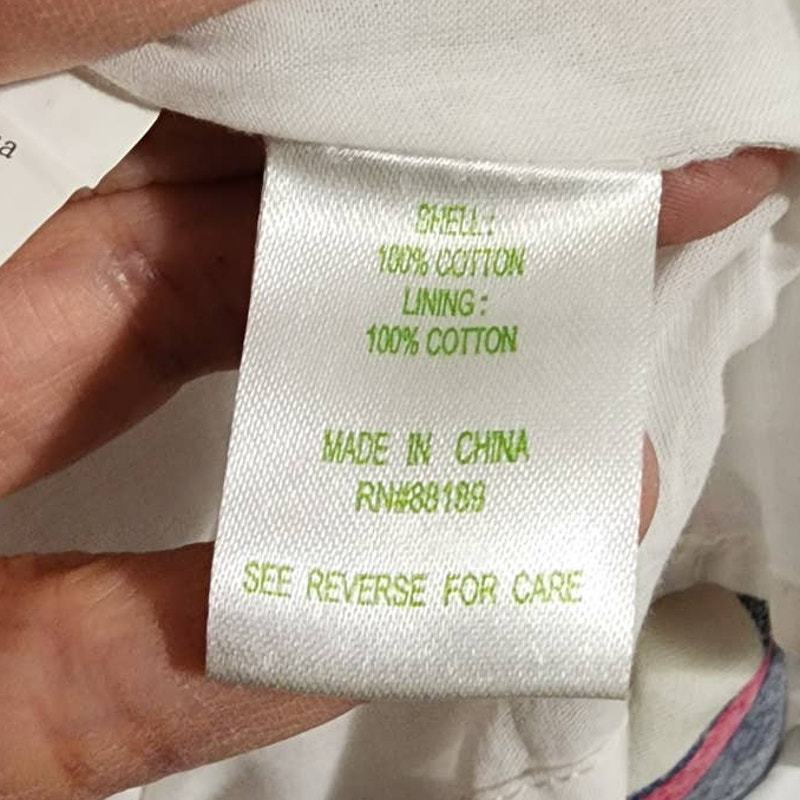 SHELL:
100% COTTON
LINING:
100% COTTON
MADE IN CHINA
RN#88189
SEE REVERSE FOR CARE